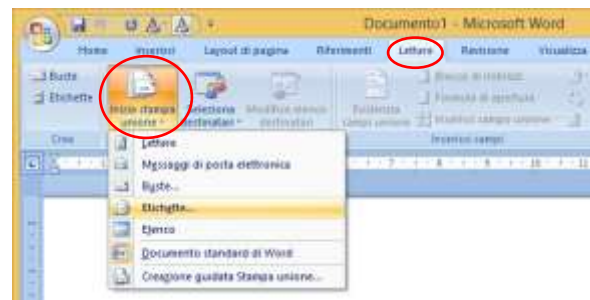 Documento1 - Microsoft Word
Home Inserisci Layout di pagina Riferimenti Lettere Revisione Visualizza
Buste
Etichette
Inizia stampa unione
Seleziona destinatari
Modifica elenco destinatari
Evidenzia campi unione
Blocco di indirizzi
Formula di apertura
Inserisci campo unione
Crea
Inserisci campi
Lettere
Messaggi di posta elettronica
Buste...
Etichette...
Elenco
Documento standard di Word
Creazione guidata Stampa unione...